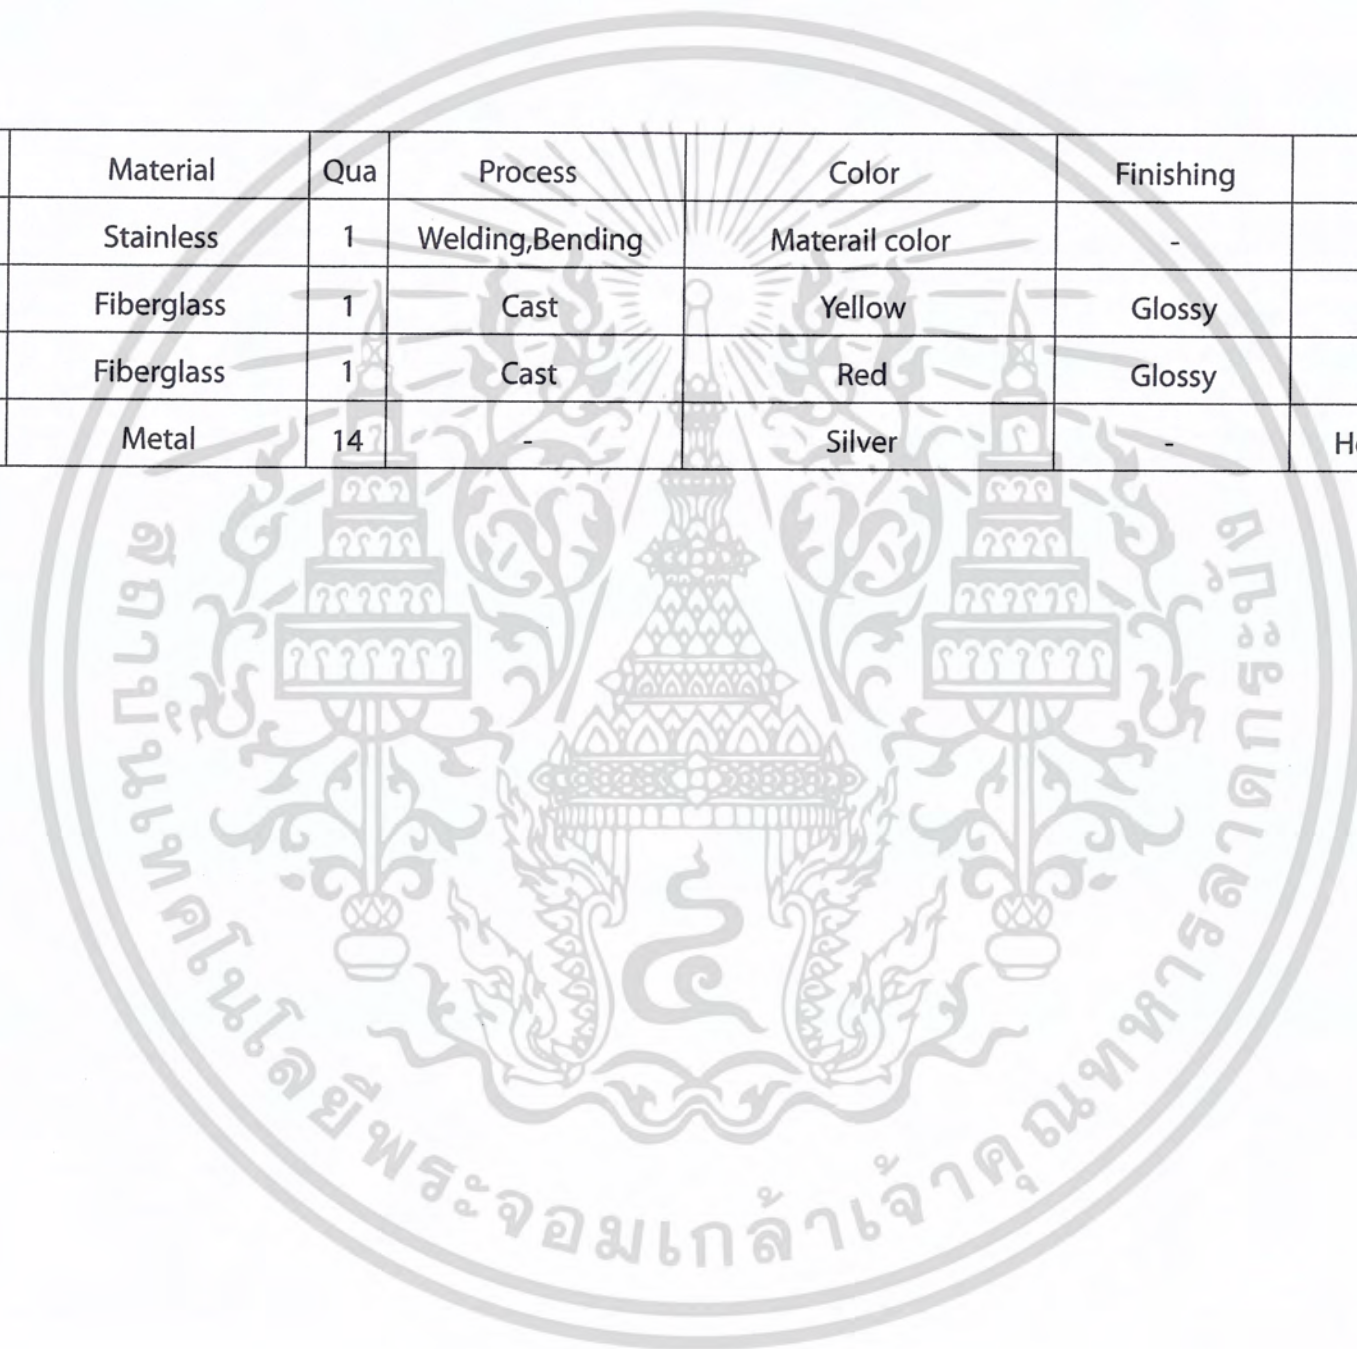 Material Qua Process Color Finishing
Stainless 1 Welding,Bending Materail color -
Fiberglass 1 Cast Yellow Glossy
Fiberglass 1 Cast Red Glossy
Metal 14 - Silver -
สถาบันเทคโนโลยีพระจอมเกล้าเจ้าคุณทหารลาดกระบัง